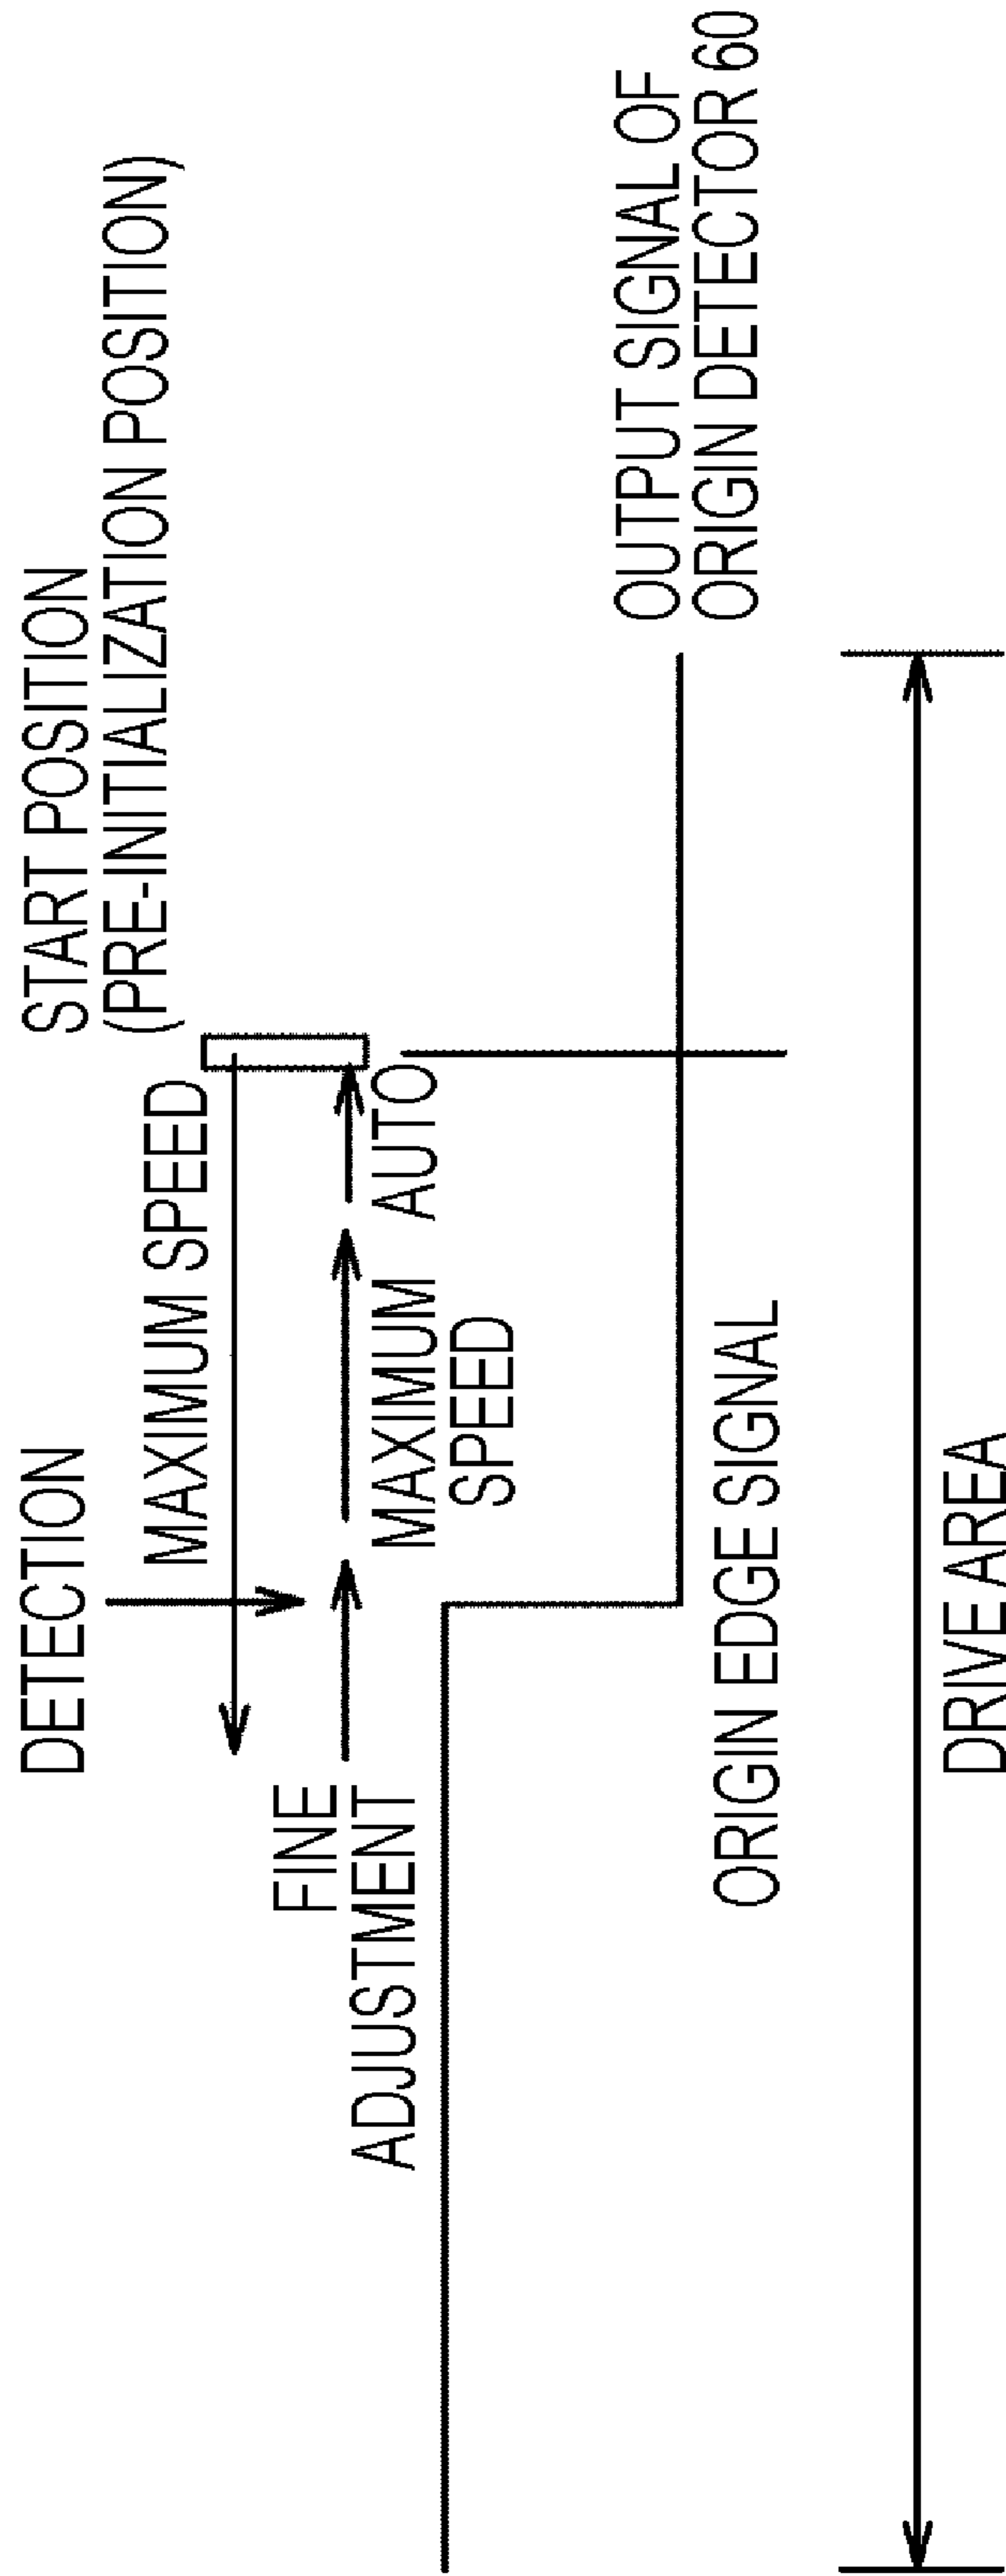 DETECTION
START POSITION
(PRE-INITIALIZATION POSITION)
MAXIMUM SPEED
FINE
ADJUSTMENT
MAXIMUM
SPEED
AUTO
OUTPUT SIGNAL OF
ORIGIN DETECTOR 60
ORIGIN EDGE SIGNAL
DRIVE AREA